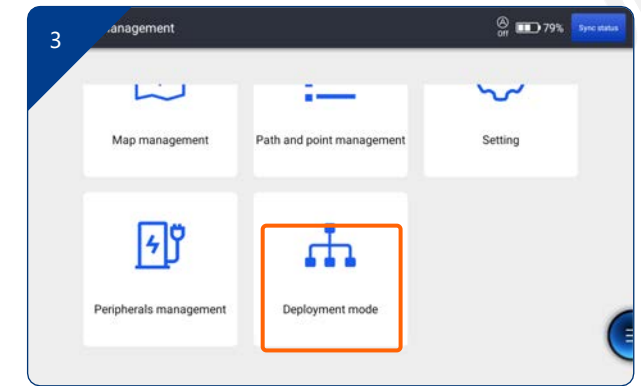 3
anagement
off 79% Sync status
Map management Path and point management Setting
Peripherals management Deployment mode